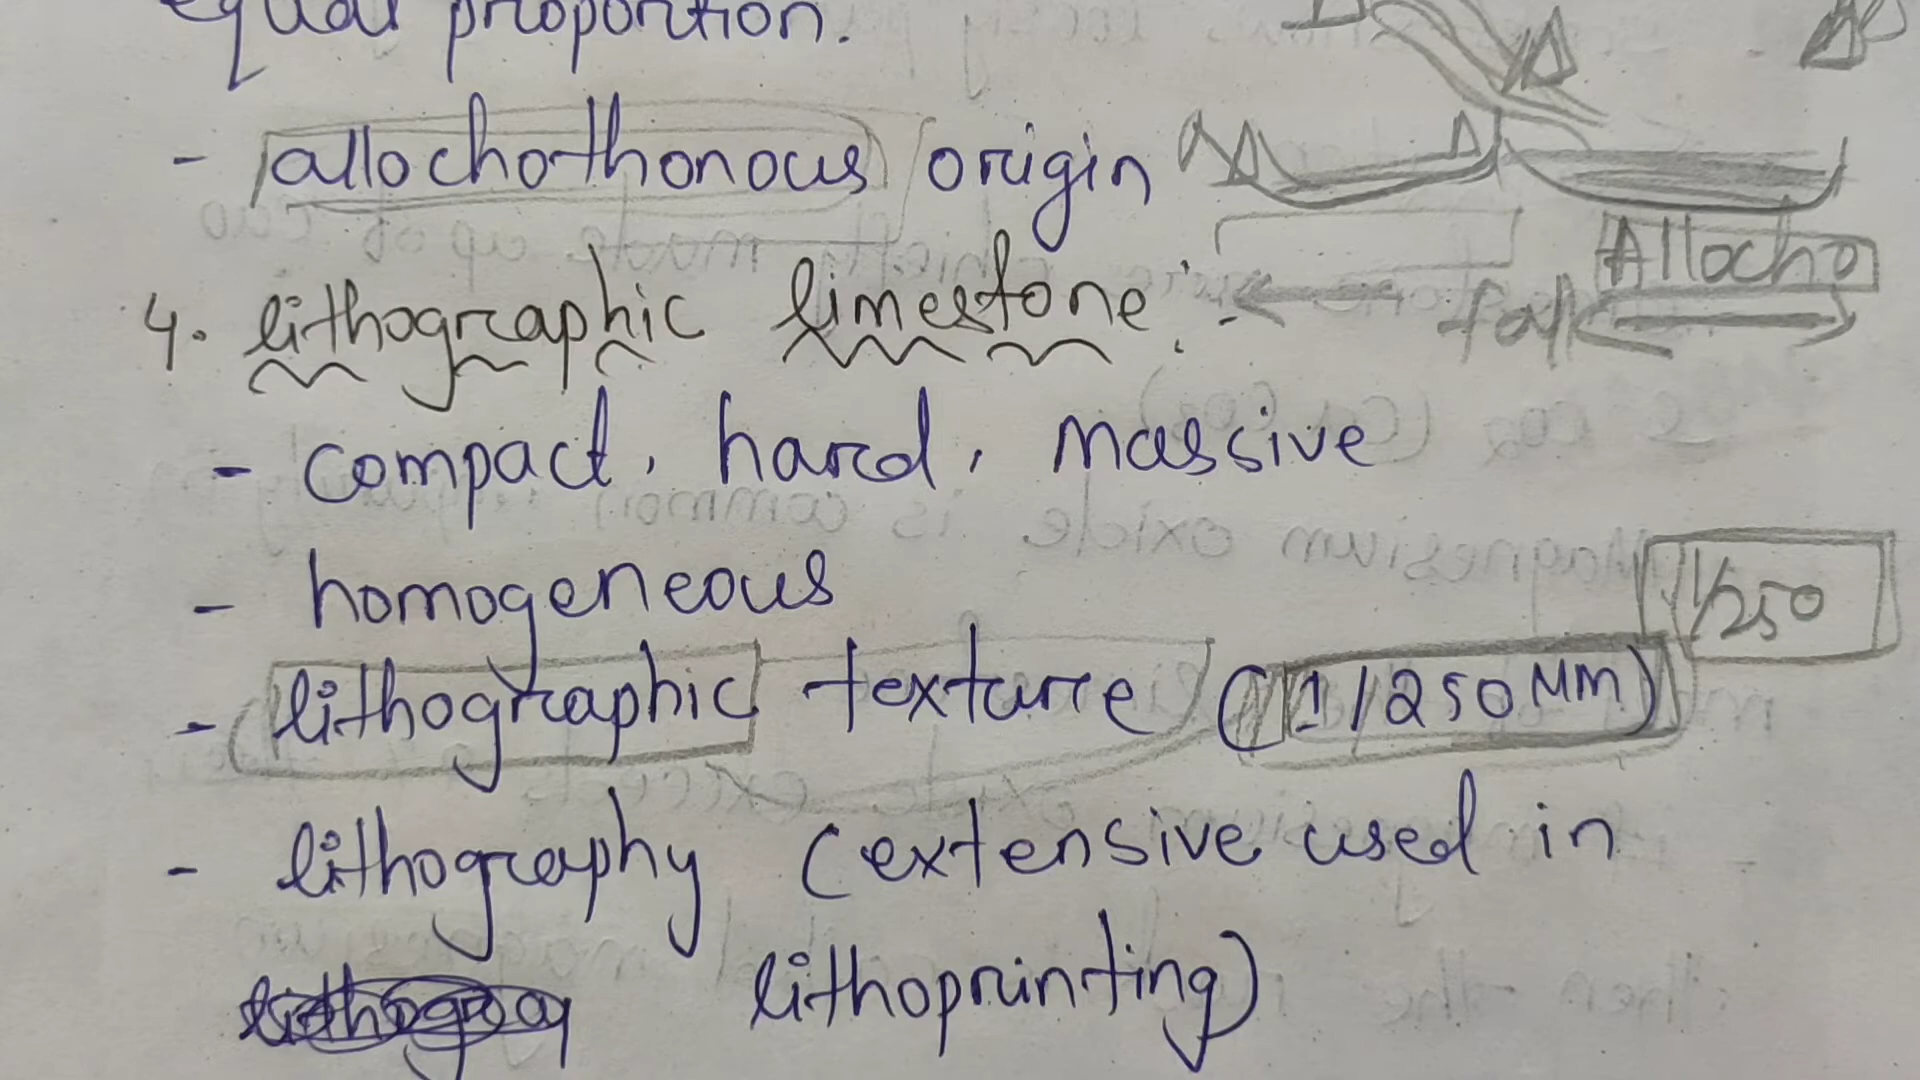 equal proportion.
- allochothonous origin
Allocho
4. lithographic limestone :
- compact, hard, massive
- homogeneous
1/250
- lithographic texture (1/250 MM)
- lithography (extensive used in
lithoprinting)